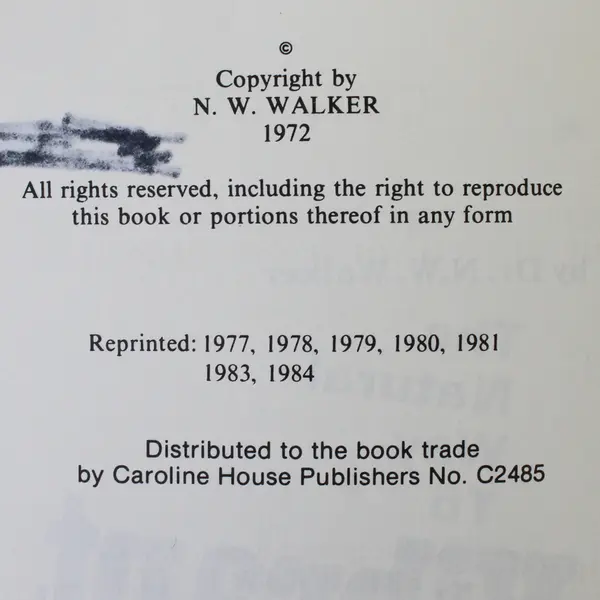 ©
Copyright by
N. W. WALKER
1972
All rights reserved, including the right to reproduce
this book or portions thereof in any form
Reprinted: 1977, 1978, 1979, 1980, 1981
1983, 1984
Distributed to the book trade
by Caroline House Publishers No. C2485